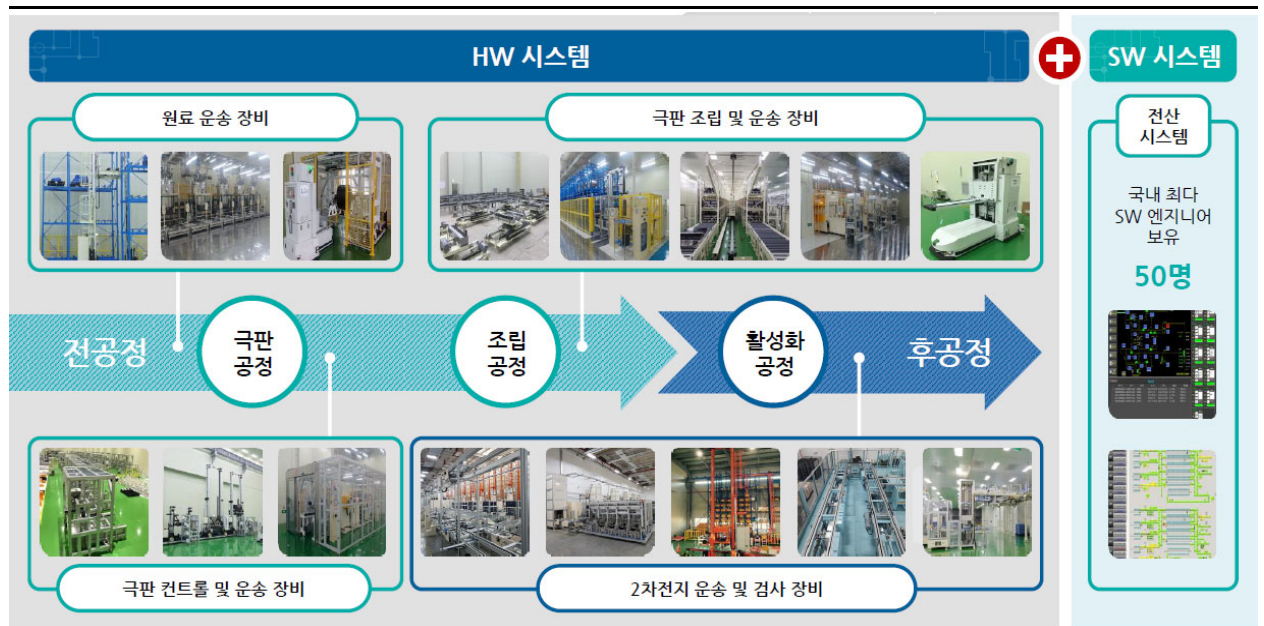 HW 시스템
SW 시스템
원료 운송 장비
극판 조립 및 운송 장비
전산
시스템
국내 최다
SW 엔지니어
보유
50명
전공정
극판
공정
조립
공정
활성화
공정
후공정
극판 컨트롤 및 운송 장비
2차전지 운송 및 검사 장비